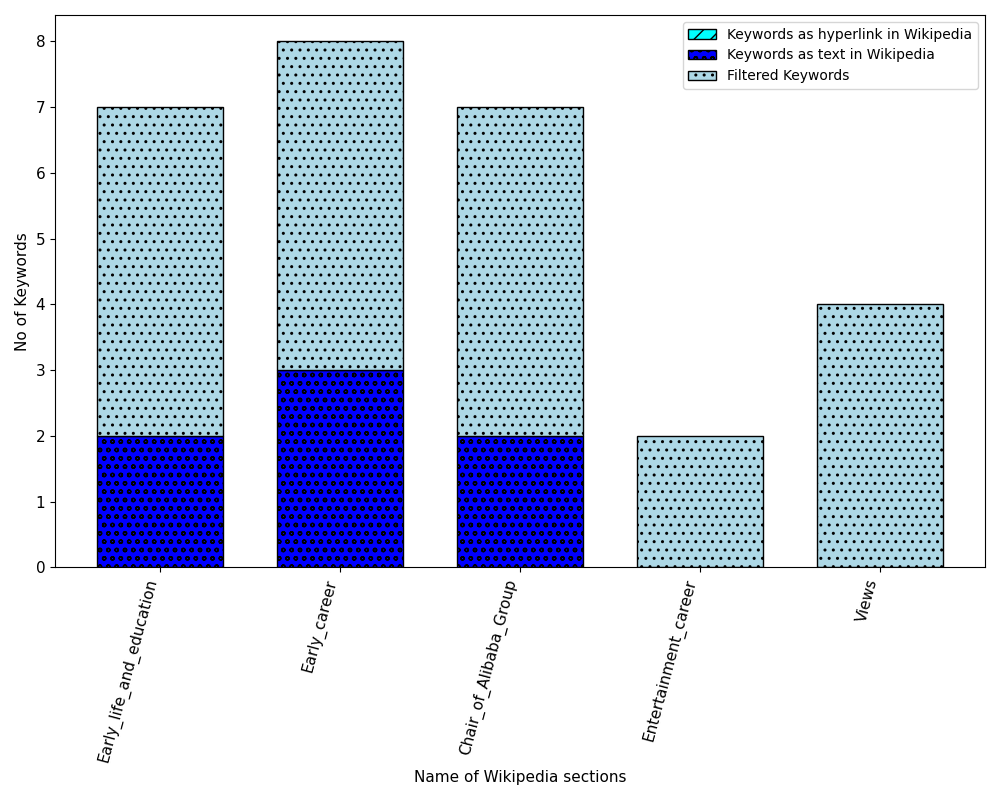 Keywords as hyperlink in Wikipedia
Keywords as text in Wikipedia
Filtered Keywords
No of Keywords
8
7
6
5
4
3
2
1
0
Early_life_and_education
Early_career
Chair_of_Alibaba_Group
Entertainment_career
Views
Name of Wikipedia sections